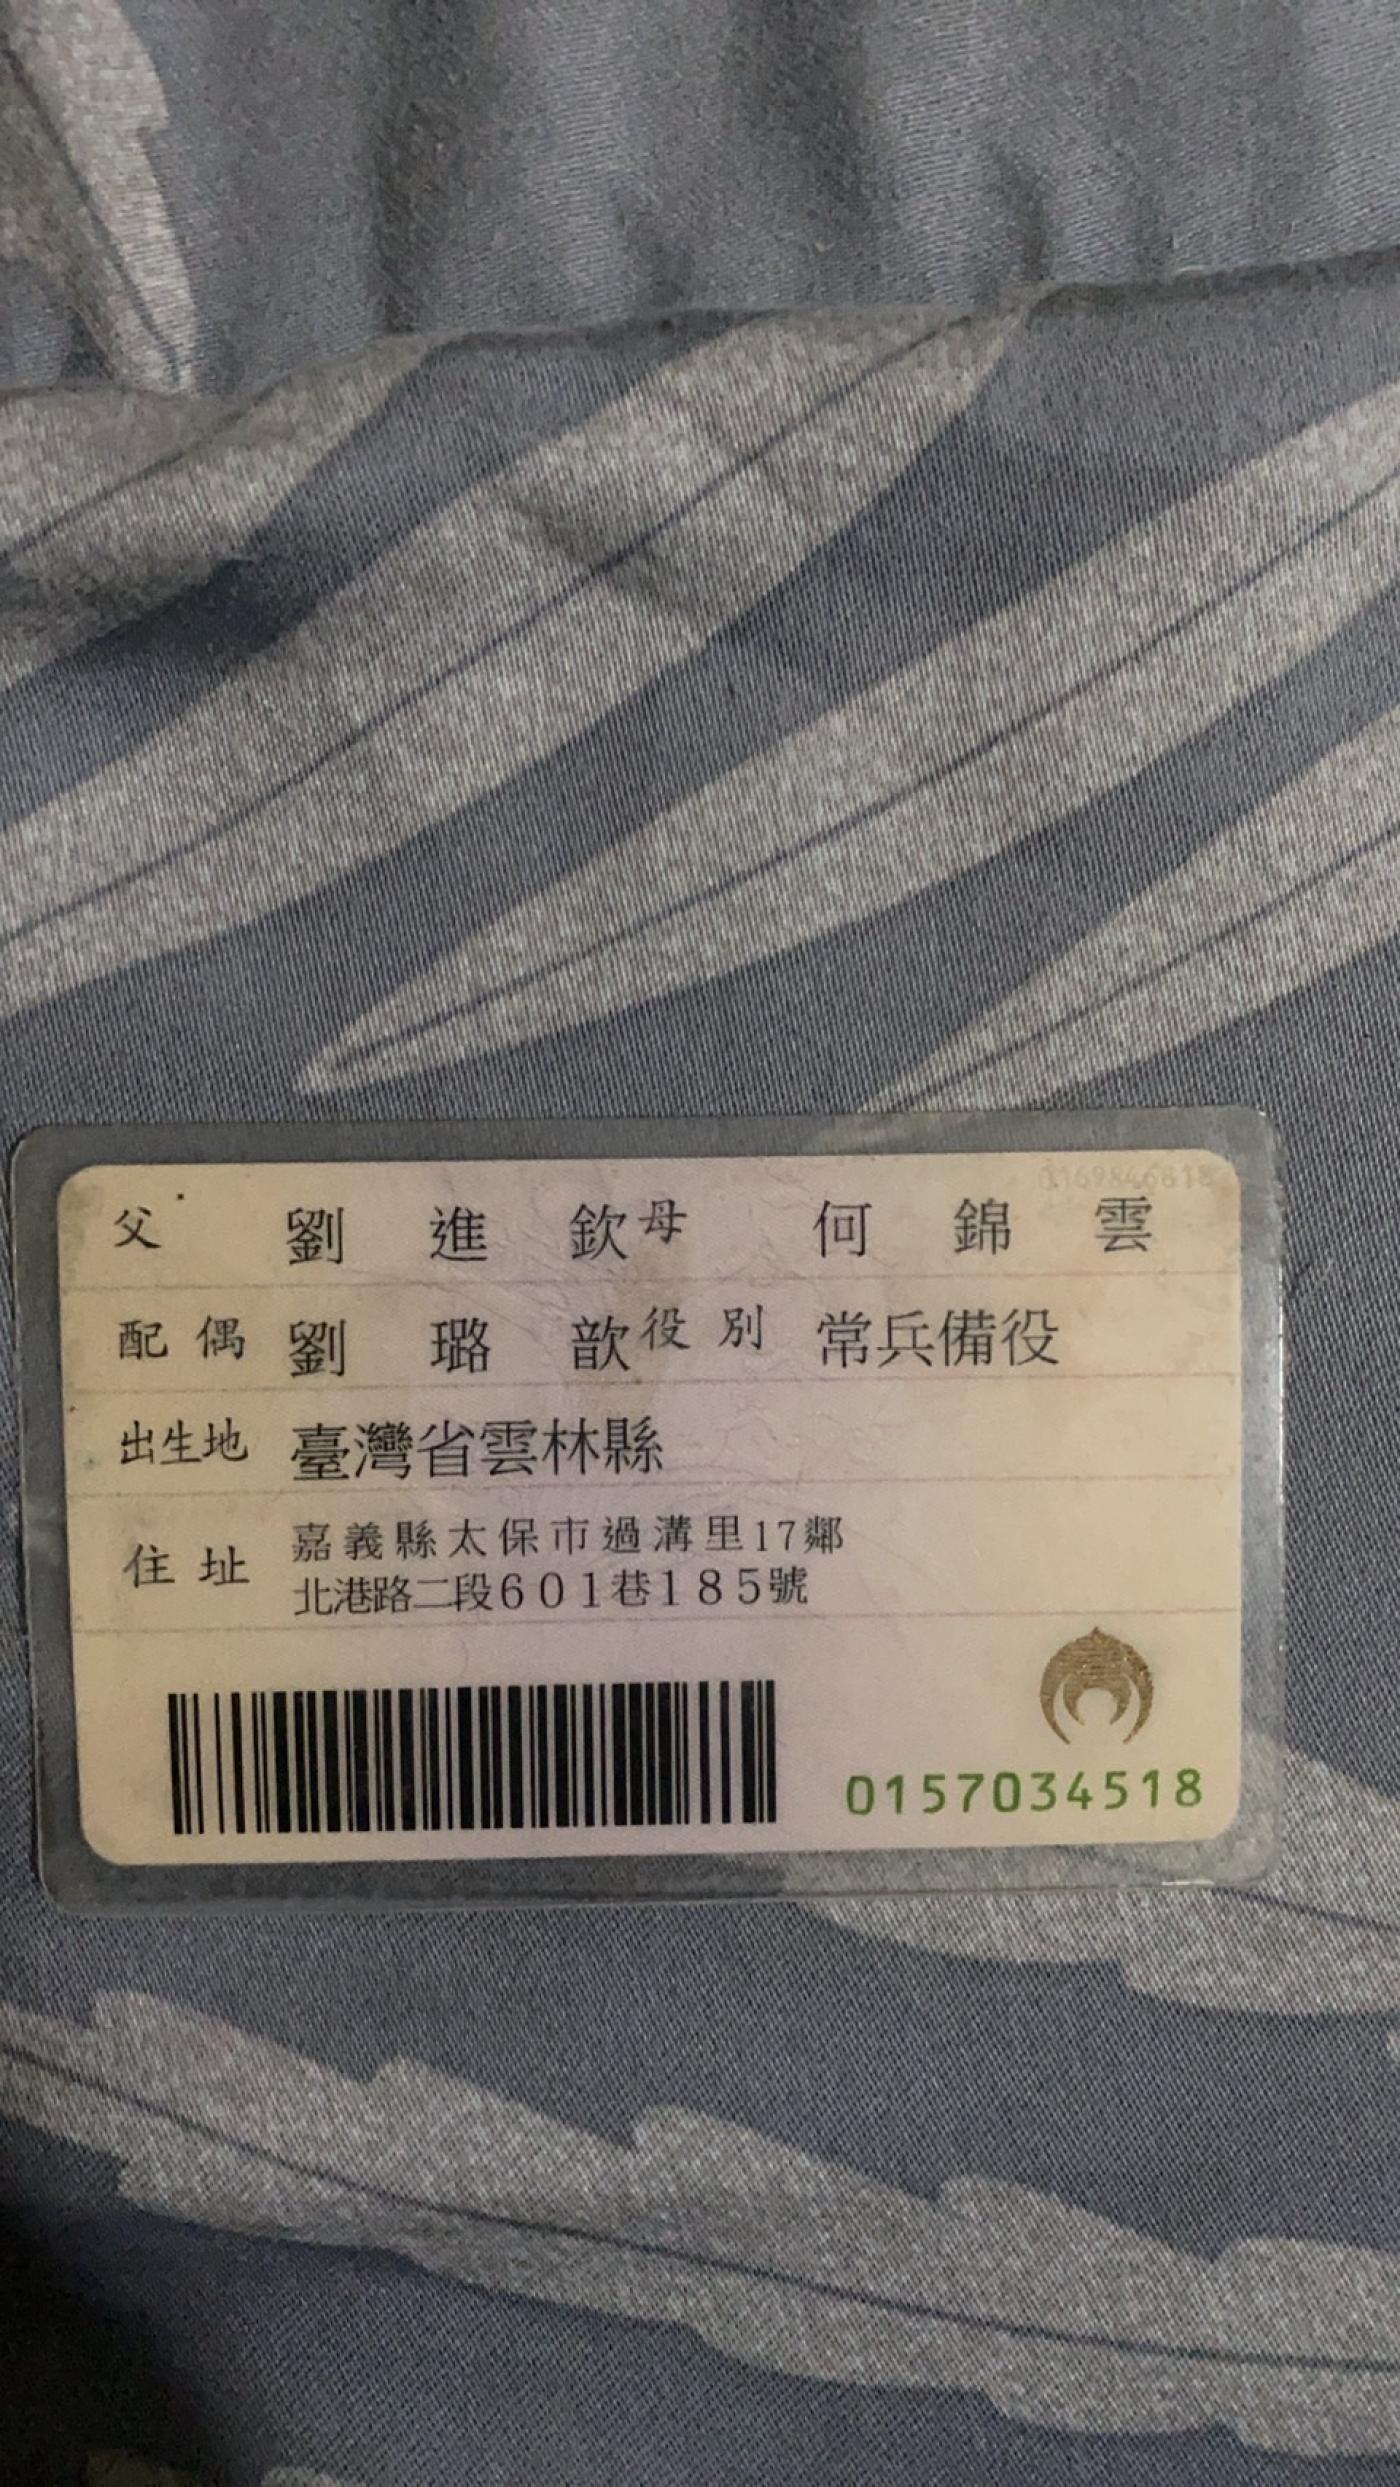 0169846818
父 劉進欽 母 何錦雲
配偶 劉璐歆 役別 常兵備役
出生地 臺灣省雲林縣
住址 嘉義縣太保市過溝里17鄰
北港路二段601巷185號
0157034518